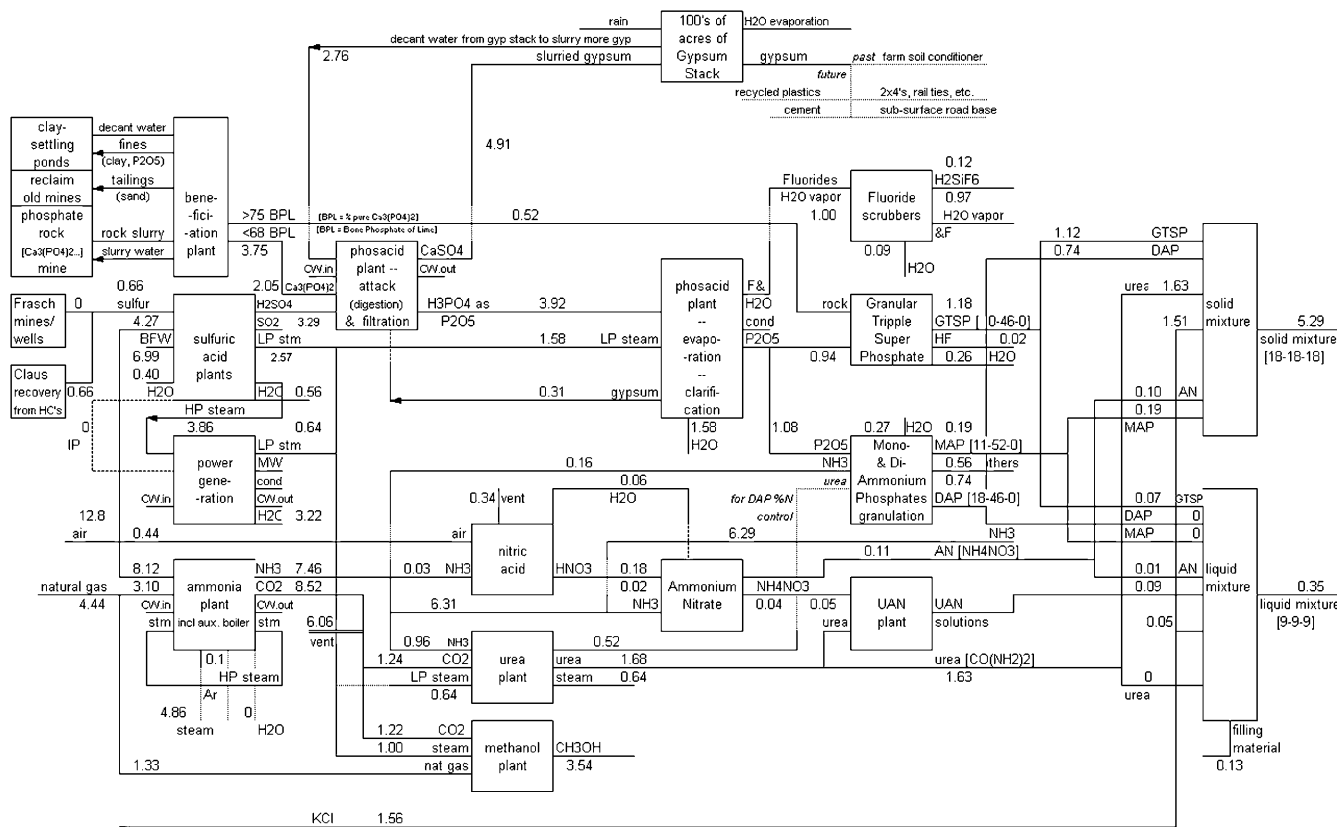 rain
100's of
acres of
Gypsum
Stack
H2O evaporation
decant water from gyp stack to slurry more gyp
2.76
slurried gypsum
gypsum
past farm soil conditioner
future
recycled plastics
2x4's, rail ties, etc.
cement
sub-surface road base
4.91
clay-
settling
ponds
reclaim
old mines
phosphate
rock
[Ca3(PO4)2...]
mine
decant water
fines
(clay, P2O5)
tailings
(sand)
rock slurry
slurry water
bene-
-fici-
-ation
plant
>75 BPL
<68 BPL
3.75
[BPL = % pure Ca3(PO4)2]
[BPL = Bone Phosphate of Lime]
0.52
phosacid
plant --
attack
(digestion)
& filtration
CaSO4
CW.in
CW.out
Ca3(PO4)2
H3PO4 as
P2O5
3.92
Fluorides
H2O vapor
1.00
Fluoride
scrubbers
0.12
H2SiF6
0.97
H2O vapor
&F
0.09
H2O
1.12
GTSP
0.74
DAP
urea
1.63
1.51
solid
mixture
5.29
solid mixture
[18-18-18]
0.10
AN
0.19
MAP
0.66
Frasch
mines/
wells
0
sulfur
4.27
BFW
6.99
0.40
H2O
Claus
recovery
from HC's
0.66
sulfuric
acid
plants
2.05
H2SO4
SO2
3.29
LP stm
2.57
H2O
0.56
HP steam
0
IP
3.86
1.58
LP steam
0.31
gypsum
phosacid
plant
--
evapo-
-ration
--
clarifi-
cation
F&
H2O
cond
P2O5
1.58
H2O
rock
0.94
Granular
Tripple
Super
Phosphate
1.18
GTSP [0-46-0]
HF
0.02
0.26
H2O
1.08
0.64
LP stm
power
gene-
-ration
MW
cond
CW.in
CW.out
H2O
3.22
P2O5
NH3
urea
0.27
H2O
0.19
Mono-
& Di-
Ammonium
Phosphates
granulation
MAP [11-52-0]
0.56
others
0.74
DAP [18-46-0]
0.16
0.06
H2O
for DAP %N
control
12.8
air
0.44
air
0.34
vent
nitric
acid
NH3
0.03
HNO3
0.18
0.02
NH3
6.29
NH3
Ammonium
Nitrate
NH4NO3
0.04
0.11
AN [NH4NO3]
0.05
urea
UAN
plant
UAN
solutions
0.07
GTSP
DAP
0
MAP
0
0.01
AN
0.09
0.05
0
urea
liquid
mixture
0.35
liquid mixture
[9-9-9]
filling
material
0.13
natural gas
4.44
8.12
3.10
CW.in
stm
ammonia
plant
incl aux. boiler
NH3
7.46
CO2
8.52
CW.out
stm
6.31
6.06
vent
0.1
Ar
HP steam
4.86
steam
0
H2O
0.96
NH3
1.24
CO2
LP steam
0.64
urea
plant
0.52
urea
1.68
steam
0.64
urea [CO(NH2)2]
1.63
1.22
CO2
1.00
steam
nat gas
1.33
methanol
plant
CH3OH
3.54
KCl
1.56